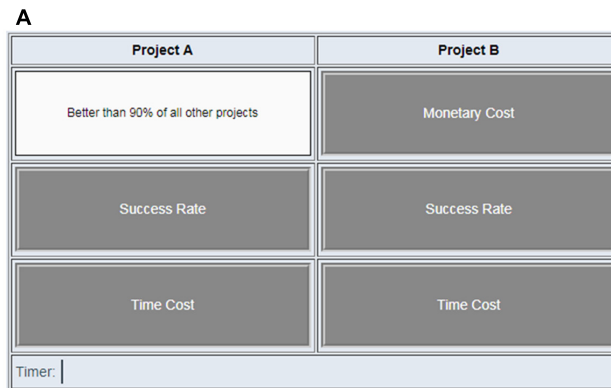 A
Project A Project B
Better than 90% of all other projects Monetary Cost
Success Rate Success Rate
Time Cost Time Cost
Timer: